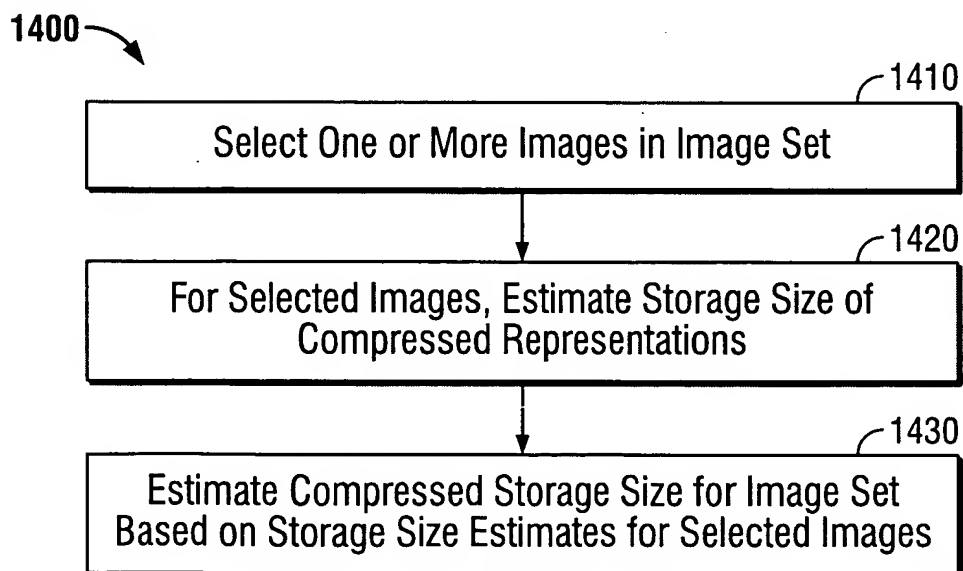 1400
1410
Select One or More Images in Image Set
1420
For Selected Images, Estimate Storage Size of
Compressed Representations
1430
Estimate Compressed Storage Size for Image Set
Based on Storage Size Estimates for Selected Images